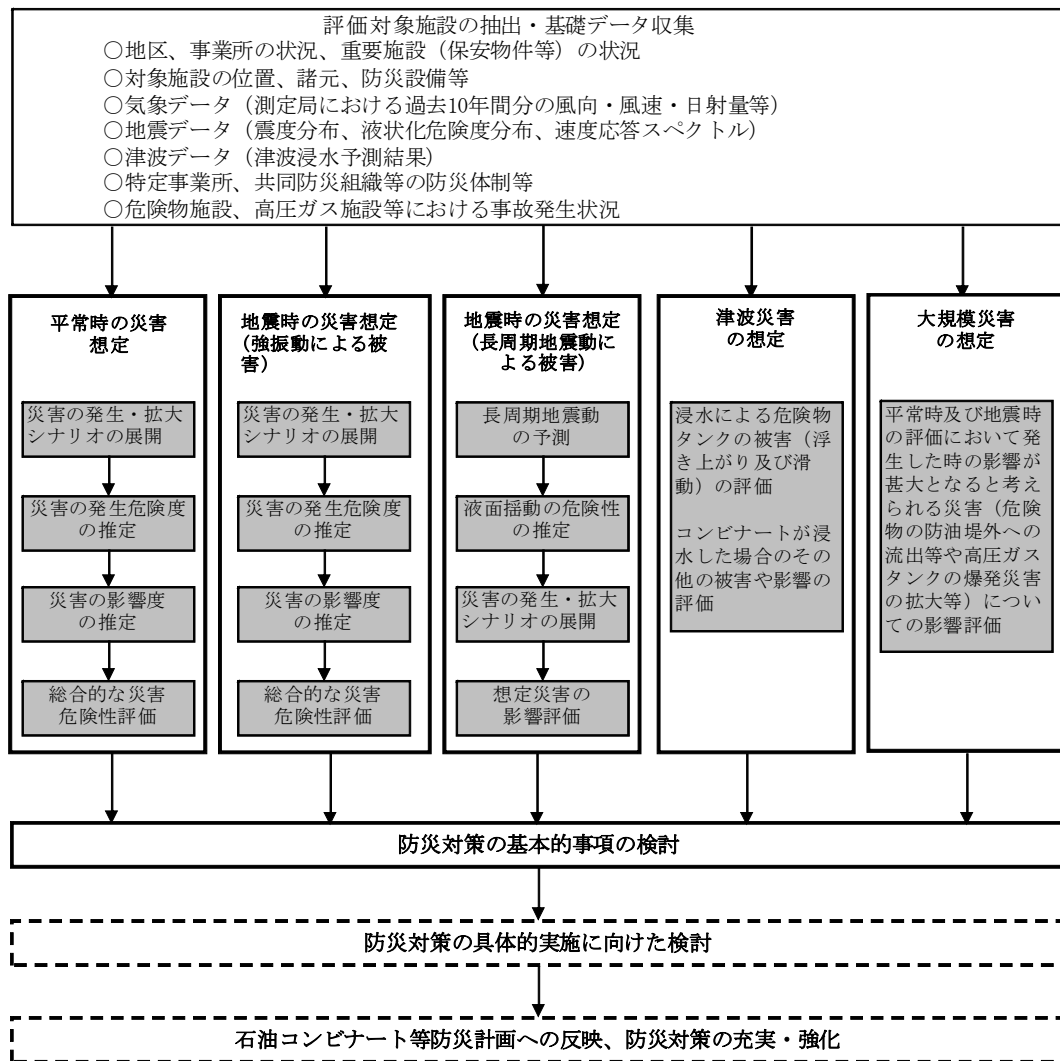 評価対象施設の抽出・基礎データ収集
○地区、事業所の状況、重要施設（保安物件等）の状況
○対象施設の位置、諸元、防災設備等
○気象データ（測定局における過去10年間分の風向・風速・日射量等）
○地震データ（震度分布、液状化危険度分布、速度応答スペクトル）
○津波データ（津波浸水予測結果）
○特定事業所、共同防災組織等の防災体制等
○危険物施設、高圧ガス施設等における事故発生状況
平常時の災害
想定
災害の発生・拡大
シナリオの展開
災害の発生危険度
の推定
災害の影響度
の推定
総合的な災害
危険性評価
地震時の災害想定
（強振動による被
害）
災害の発生・拡大
シナリオの展開
災害の発生危険度
の推定
災害の影響度
の推定
総合的な災害
危険性評価
地震時の災害想定
（長周期地震動に
よる被害）
長周期地震動
の予測
液面揺動の危険性
の推定
災害の発生・拡大
シナリオの展開
想定災害の
影響評価
津波災害
の想定
浸水による危険物
タンクの被害（浮
き上がり及び滑
動）の評価
コンビナートが浸
水した場合のその
他の被害や影響の
評価
大規模災害
の想定
平常時及び地震時
の評価において発
生した時の影響が
甚大となると考え
られる災害（危険
物の防油堤外への
流出等や高圧ガス
タンクの爆発災害
の拡大等）につい
ての影響評価
防災対策の基本的事項の検討
防災対策の具体的実施に向けた検討
石油コンビナート等防災計画への反映、防災対策の充実・強化